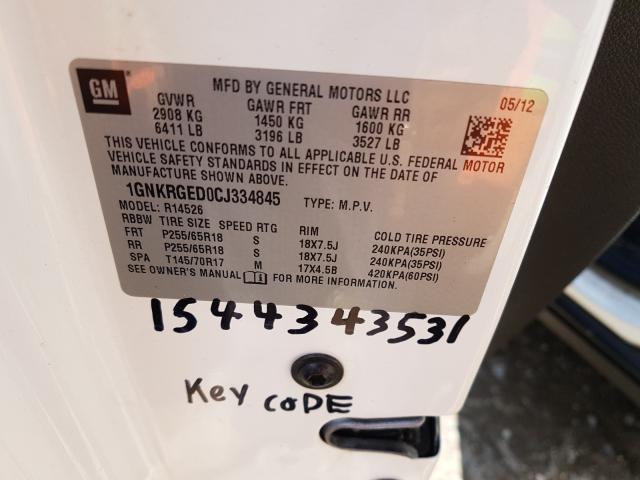 GM
MFD BY GENERAL MOTORS LLC
05/12
GVWR GAWR FRT GAWR RR
2908 KG 1450 KG 1600 KG
6411 LB 3196 LB 3527 LB
THIS VEHICLE CONFORMS TO ALL APPLICABLE U.S. FEDERAL MOTOR
VEHICLE SAFETY STANDARDS IN EFFECT ON THE DATE OF
MANUFACTURE SHOWN ABOVE.
1GNKRGED0CJ334845 TYPE: M.P.V.
MODEL: R14526
RBBW TIRE SIZE SPEED RTG RIM COLD TIRE PRESSURE
FRT P255/65R18 S 18X7.5J 240KPA(35PSI)
RR P255/65R18 S 18X7.5J 240KPA(35PSI)
SPA T145/70R17 M 17X4.5B 420KPA(60PSI)
SEE OWNER'S MANUAL FOR MORE INFORMATION.
1544343531
Key CODE